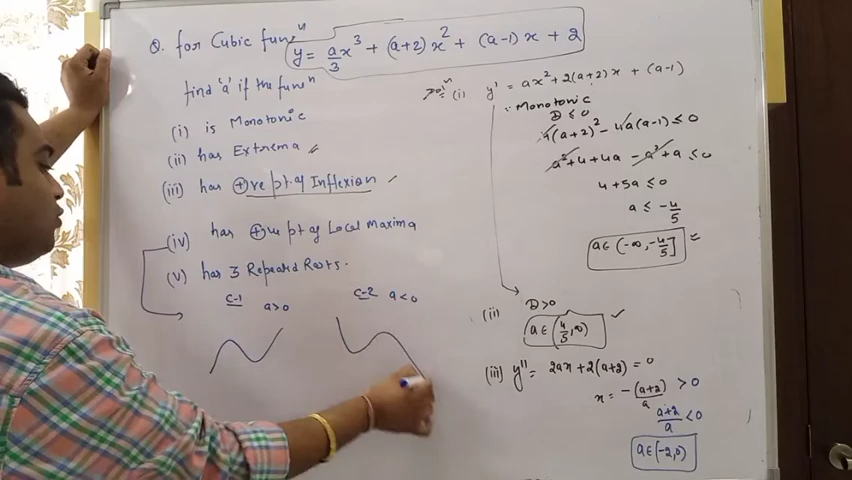 Q. for Cubic funcⁿ y = a/3 x³ + (a+2) x² + (a-1) x + 2
find 'a' if the funcⁿ
(i) is Monotonic
(ii) has Extrema
(iii) has ⊕ve pt. of Inflexion
(iv) has ⊕ve pt of Local Maxima
(v) has 3 Repeated Roots.
C-1 a>0
C-2 a<0
Solⁿ (i) y' = ax² + 2(a+2) x + (a-1)
∵ Monotonic
D ≤ 0
4(a+2)² - 4a(a-1) ≤ 0
a² + 4 + 4a - a² + a ≤ 0
4 + 5a ≤ 0
a ≤ -4/5
a ∈ (-∞, -4/5]
(ii) D > 0
a ∈ (4/5, ∞)
(iii) y'' = 2ax + 2(a+2) = 0
x = -(a+2)/a > 0
a+2/a < 0
a ∈ (-2, 0)